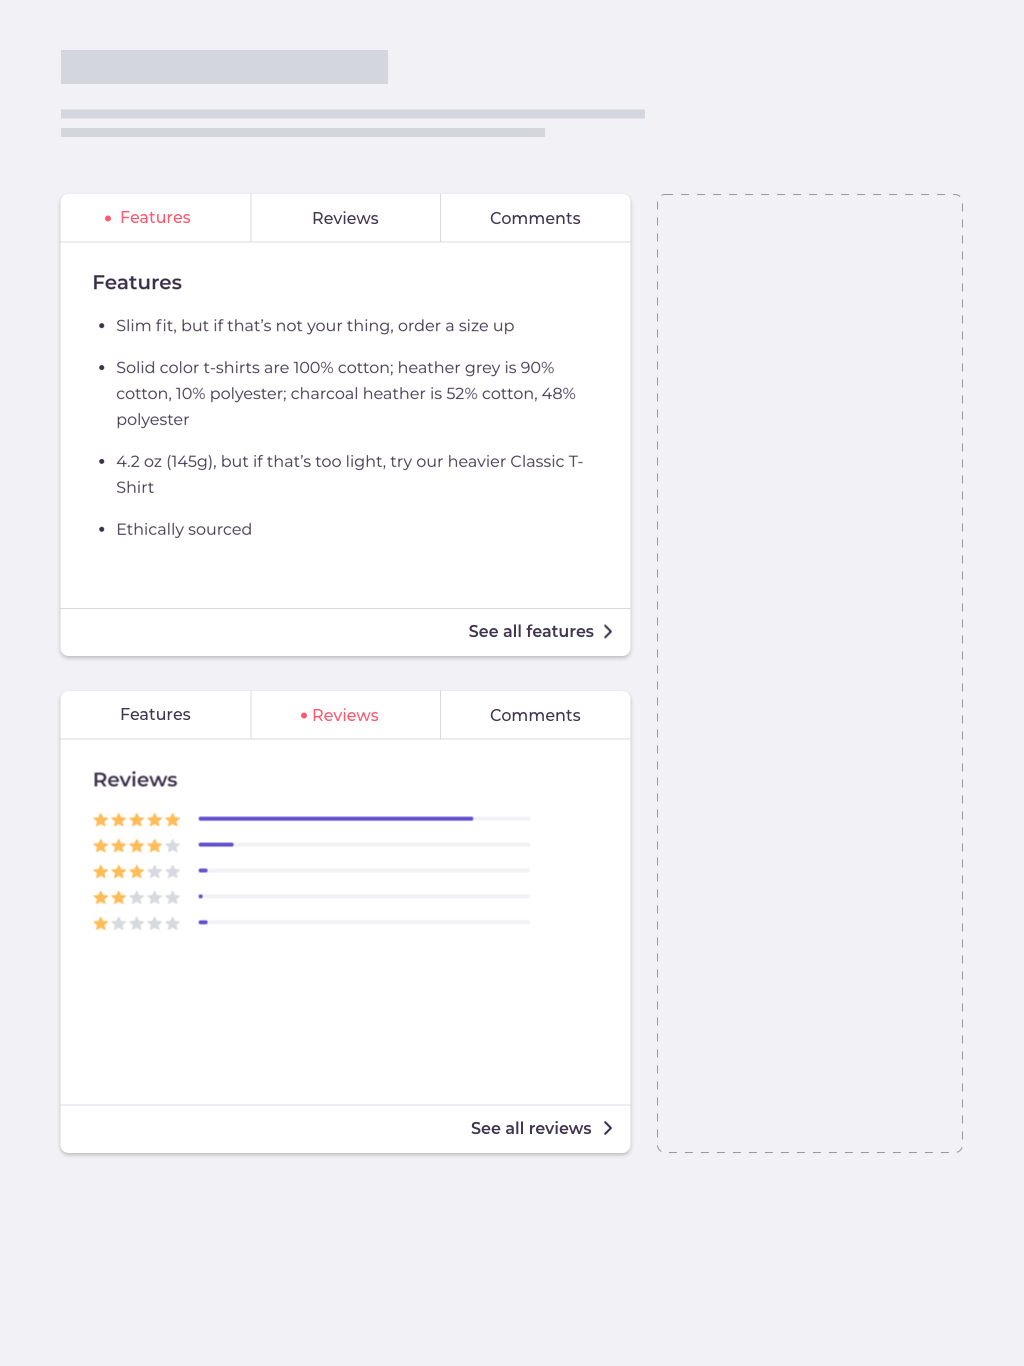 Features
Reviews
Comments
Features
• Slim fit, but if that’s not your thing, order a size up
• Solid color t-shirts are 100% cotton; heather grey is 90%
cotton, 10% polyester; charcoal heather is 52% cotton, 48%
polyester
• 4.2 oz (145g), but if that’s too light, try our heavier Classic T-
Shirt
• Ethically sourced
See all features
Features
Reviews
Comments
Reviews
See all reviews